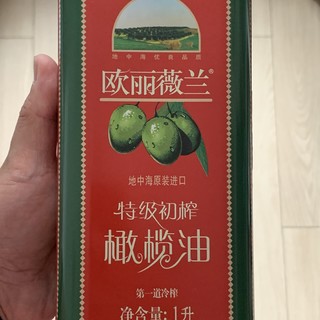 地中海优良品质
欧丽薇兰®
地中海原装进口
特级初榨
橄榄油
第一道冷榨
净含量:1升